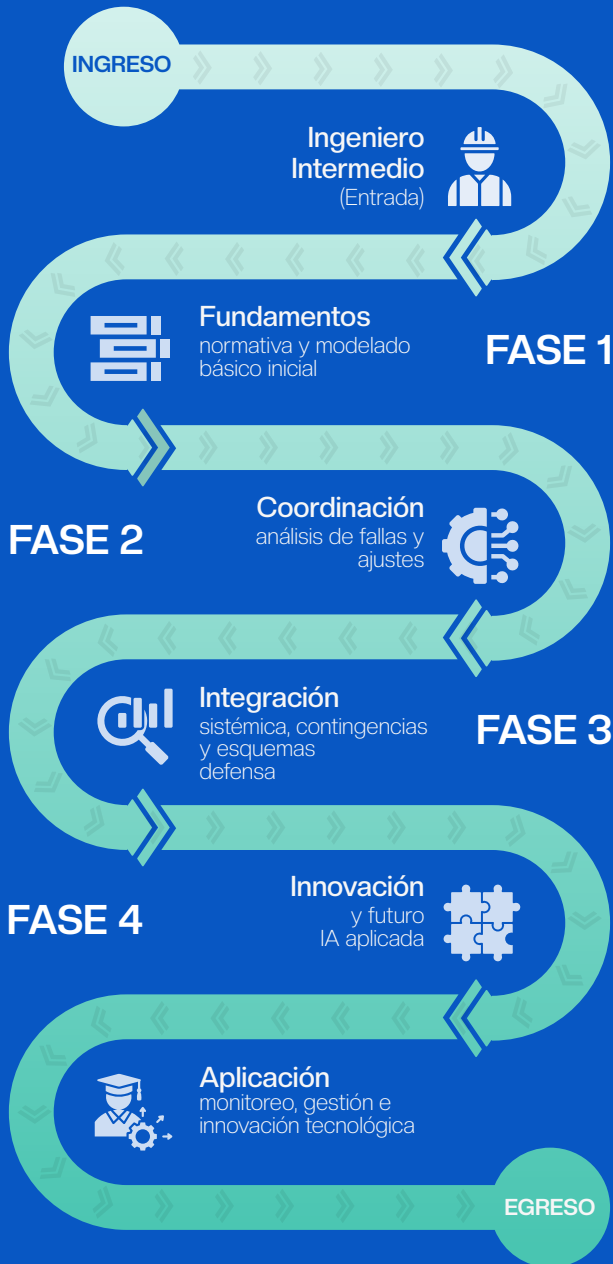 INGRESO
Ingeniero
Intermedio
(Entrada)
Fundamentos
normativa y modelado
básico inicial
FASE 1
Coordinación
análisis de fallas y
ajustes
FASE 2
Integración
sistémica, contingencias
y esquemas
defensa
FASE 3
Innovación
y futuro
IA aplicada
FASE 4
Aplicación
monitoreo, gestión e
innovación tecnológica
EGRESO